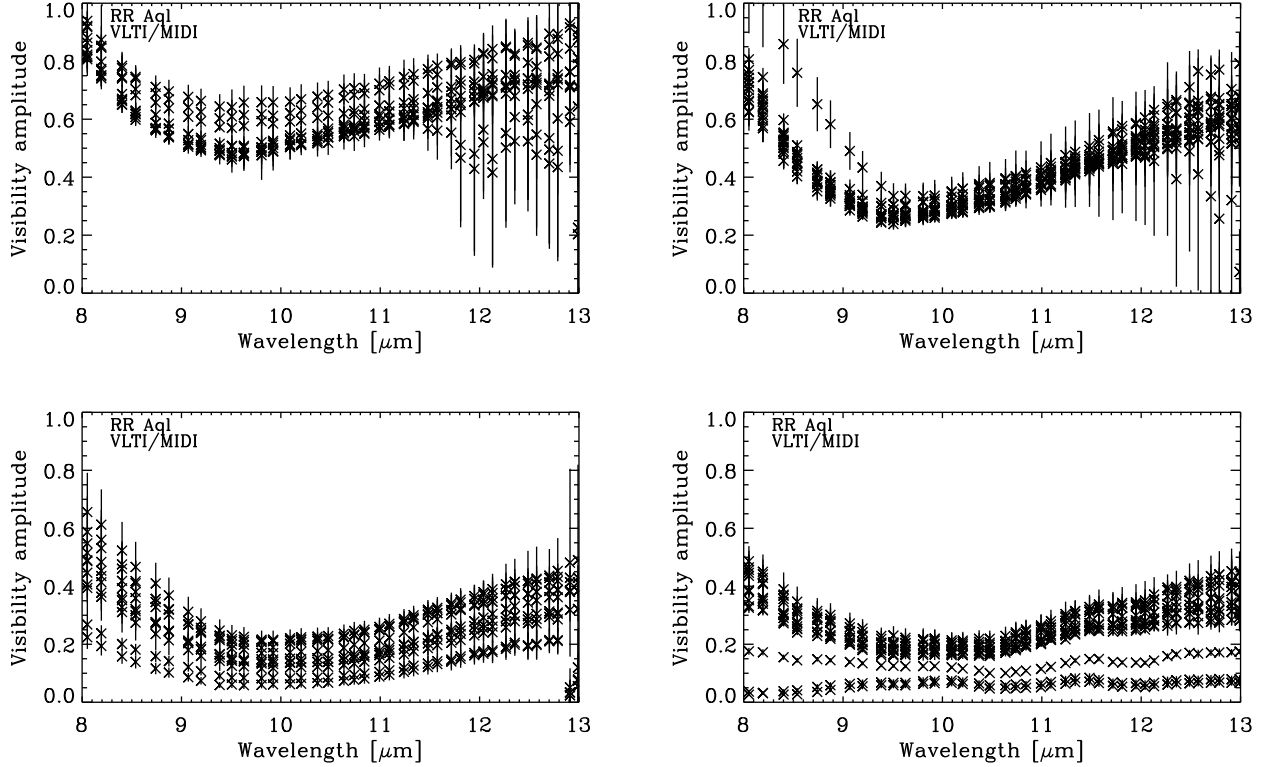 RR Aql
VLTI/MIDI
Visibility amplitude
1.0
0.8
0.6
0.4
0.2
0.0
8 9 10 11 12 13
Wavelength [μm]
RR Aql
VLTI/MIDI
Visibility amplitude
1.0
0.8
0.6
0.4
0.2
0.0
8 9 10 11 12 13
Wavelength [μm]
RR Aql
VLTI/MIDI
Visibility amplitude
1.0
0.8
0.6
0.4
0.2
0.0
8 9 10 11 12 13
Wavelength [μm]
RR Aql
VLTI/MIDI
Visibility amplitude
1.0
0.8
0.6
0.4
0.2
0.0
8 9 10 11 12 13
Wavelength [μm]